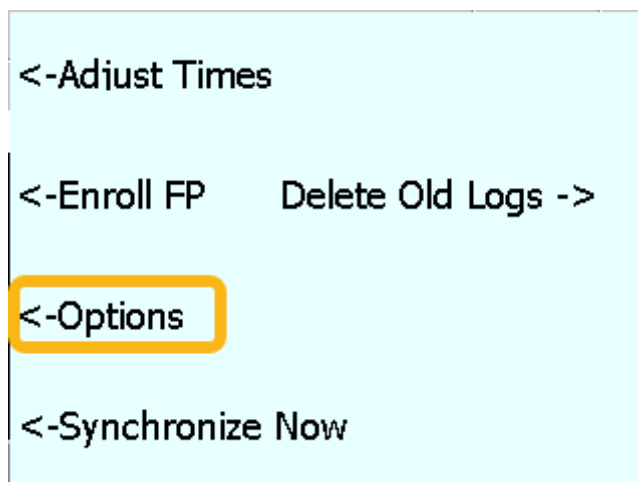 <-Adjust Times
<-Enroll FP Delete Old Logs ->
<-Options
<-Synchronize Now